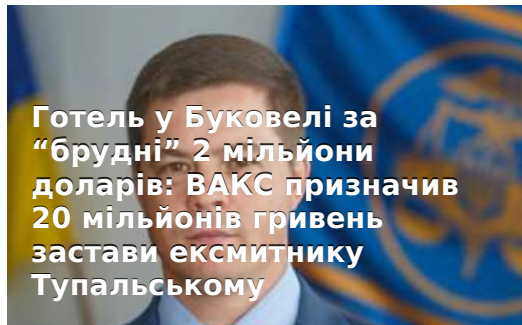 Готель у Буковелі за
“брудні” 2 мільйони
доларів: ВАКС призначив
20 мільйонів гривень
застави ексмитнику
Тупальському